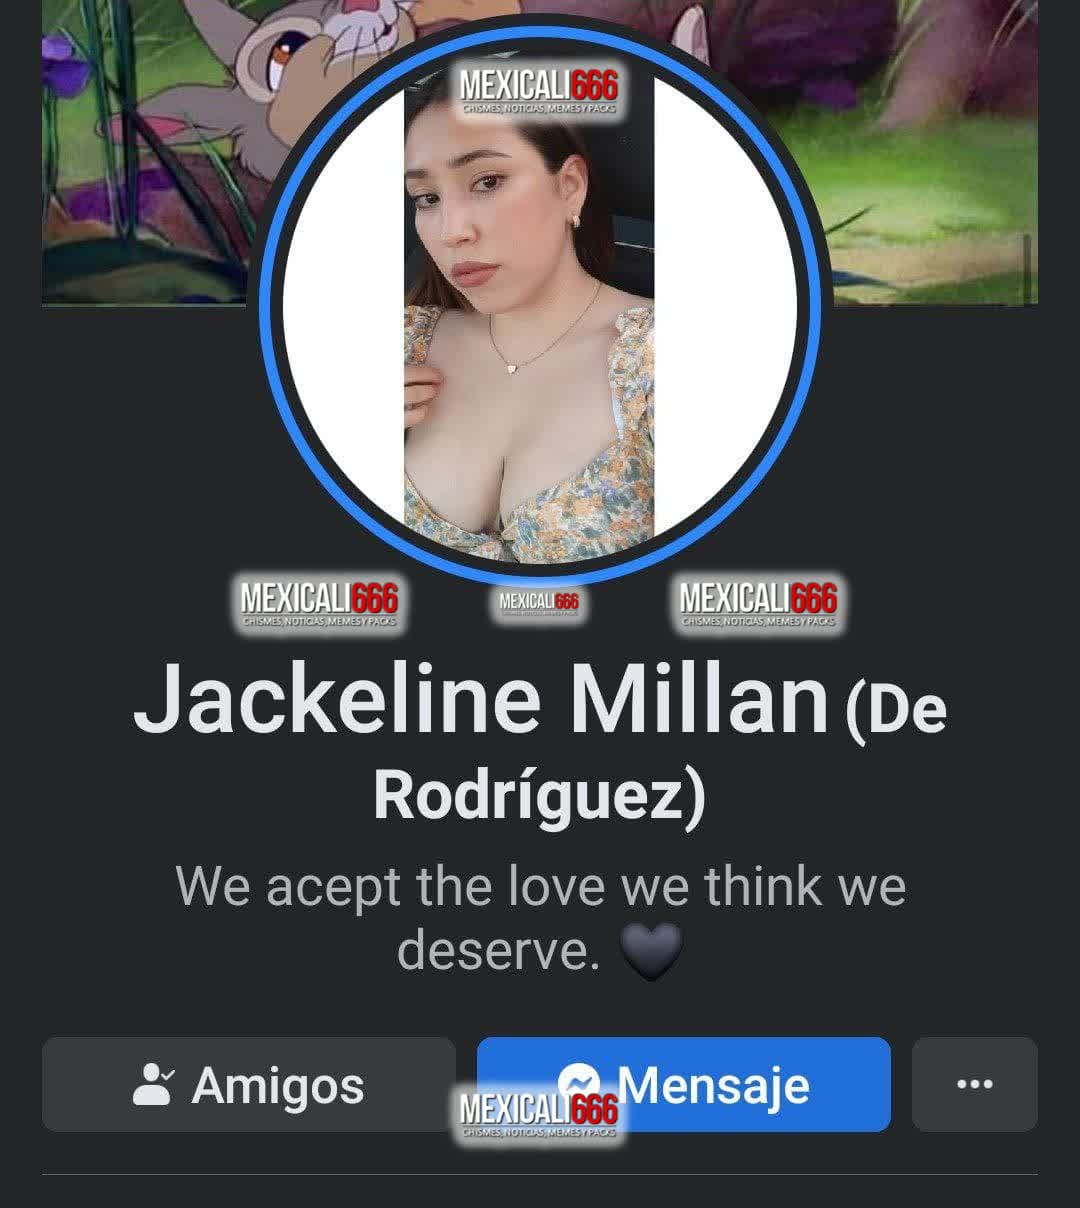 MEXICALI666
CHISMES, NOTICIAS, MEMES Y PACKS
MEXICALI666
CHISMES, NOTICIAS, MEMES Y PACKS
MEXICALI666
MEXICALI666
CHISMES, NOTICIAS, MEMES Y PACKS
Jackeline Millan (De
Rodríguez)
We acept the love we think we
deserve. 🖤
Amigos
Mensaje
MEXICALI666
CHISMES, NOTICIAS, MEMES Y PACKS